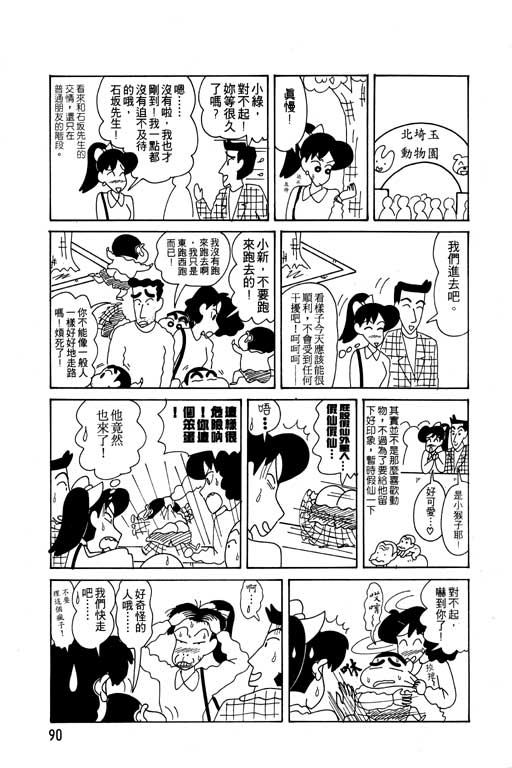 北埼玉
動物園
真慢！
小綠，
對不起！
妳等很久
了嗎？
嗯……
沒有啦，我也才
剛到！我一點都
沒有迫不及待
的哦，
石坂先生！
看來和石坂先生的
交情，還只在
普通朋友的階段。
我們進去吧。
看樣子今天應該能很
順利，不會受到任何
干擾吧！呵呵呵…
小新，不要跑
來跑去的！
我沒有跑
來跑去啊
，我只是
東跑西跑
而已！
你不能像一般人
一樣好好地走路
嗎！煩死了！
是小猴子耶！
好可愛…♥
其實並不是那麼喜歡動
物，不過為了要給他留
下好印象，暫時假仙一下
屁股假仙外星人…
假仙假仙…
唔…
這樣很
危險吶
！你這
個笨蛋
！
他竟然
也來了！
對不起，
嚇到你了！
哎唷
啊！
好奇怪的
人哦……
我們快走
吧……
不要
理這個瘋子！
90